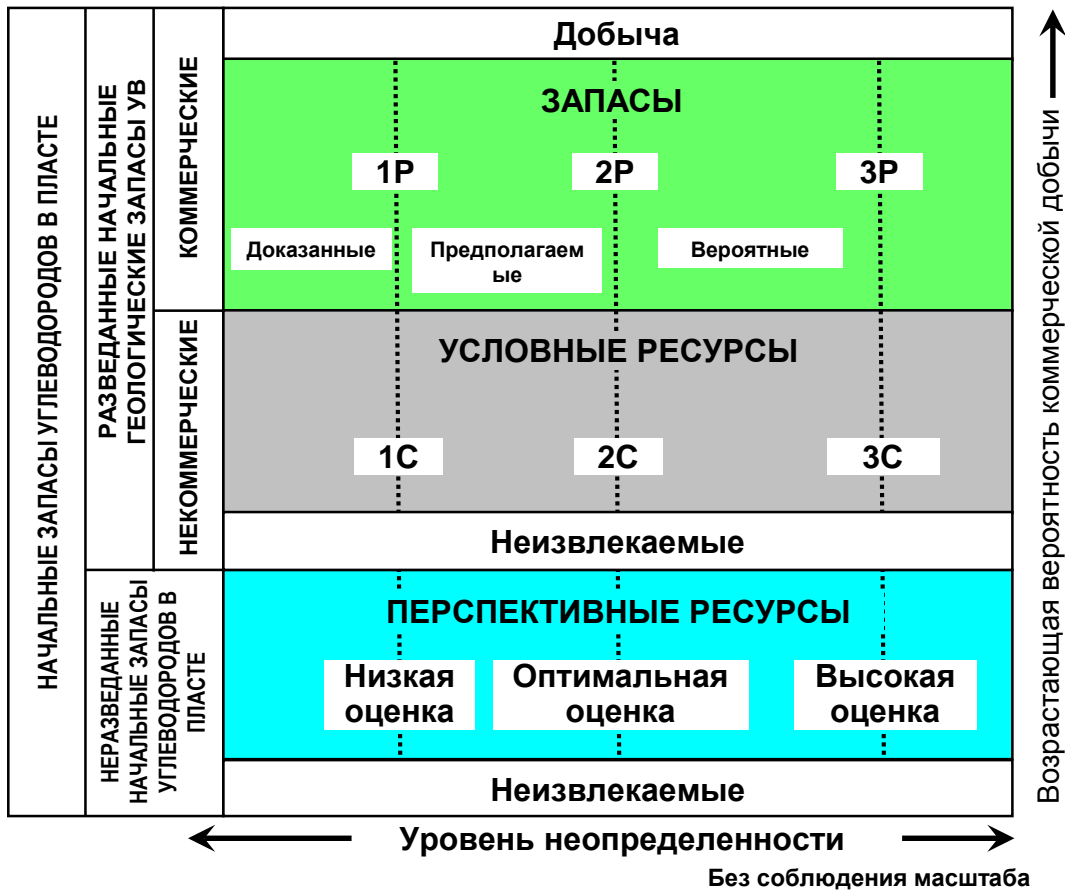 Добыча
ЗАПАСЫ
1P
2P
3P
Доказанные
Предполагаем
ые
Вероятные
УСЛОВНЫЕ РЕСУРСЫ
1C
2C
3C
Неизвлекаемые
ПЕРСПЕКТИВНЫЕ РЕСУРСЫ
Низкая
оценка
Оптимальная
оценка
Высокая
оценка
Неизвлекаемые
НАЧАЛЬНЫЕ ЗАПАСЫ УГЛЕВОДОРОДОВ В ПЛАСТЕ
РАЗВЕДАННЫЕ НАЧАЛЬНЫЕ
ГЕОЛОГИЧЕСКИЕ ЗАПАСЫ УВ
КОММЕРЧЕСКИЕ
НЕКОММЕРЧЕСКИЕ
НЕРАЗВЕДАННЫЕ
НАЧАЛЬНЫЕ ЗАПАСЫ
УГЛЕВОДОРОДОВ В
ПЛАСТЕ
Возрастающая вероятность коммерческой добычи
Уровень неопределенности
Без соблюдения масштаба